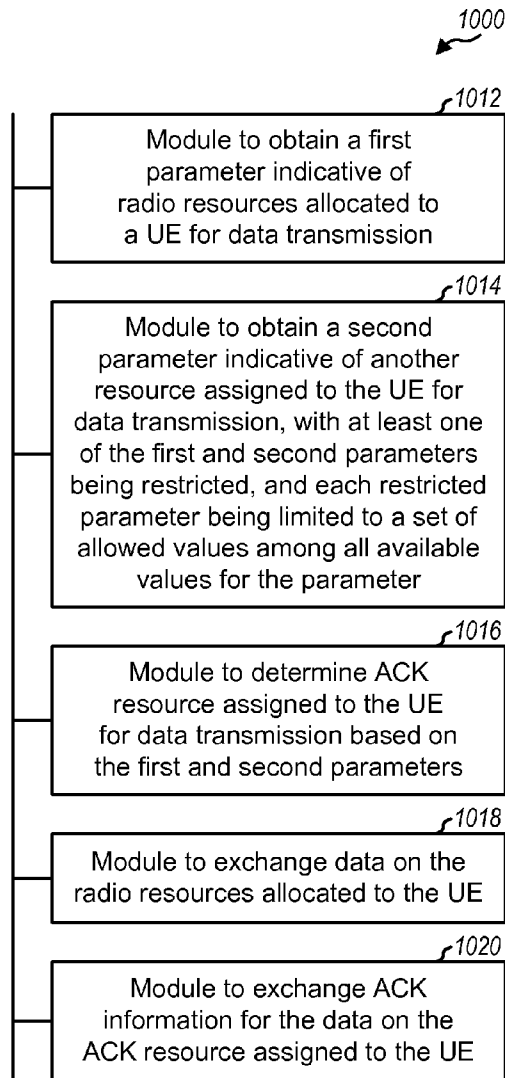 1000
1012
Module to obtain a first
parameter indicative of
radio resources allocated to
a UE for data transmission
1014
Module to obtain a second
parameter indicative of another
resource assigned to the UE for
data transmission, with at least one
of the first and second parameters
being restricted, and each restricted
parameter being limited to a set of
allowed values among all available
values for the parameter
1016
Module to determine ACK
resource assigned to the UE
for data transmission based on
the first and second parameters
1018
Module to exchange data on the
radio resources allocated to the UE
1020
Module to exchange ACK
information for the data on the
ACK resource assigned to the UE